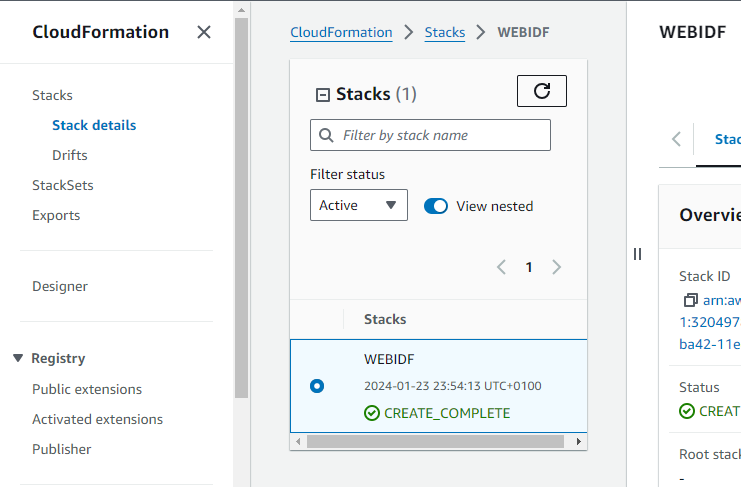 CloudFormation
Stacks
Stack details
Drifts
StackSets
Exports
Designer
Registry
Public extensions
Activated extensions
Publisher
CloudFormation > Stacks > WEBIDF
Stacks (1)
Filter by stack name
Filter status
Active
View nested
1
Stacks
WEBIDF
2024-01-23 23:54:13 UTC+0100
CREATE_COMPLETE
WEBIDF
Stac
Overvie
Stack ID
arn:aw
1:320497
ba42-11e
Status
CREAT
Root stack
-